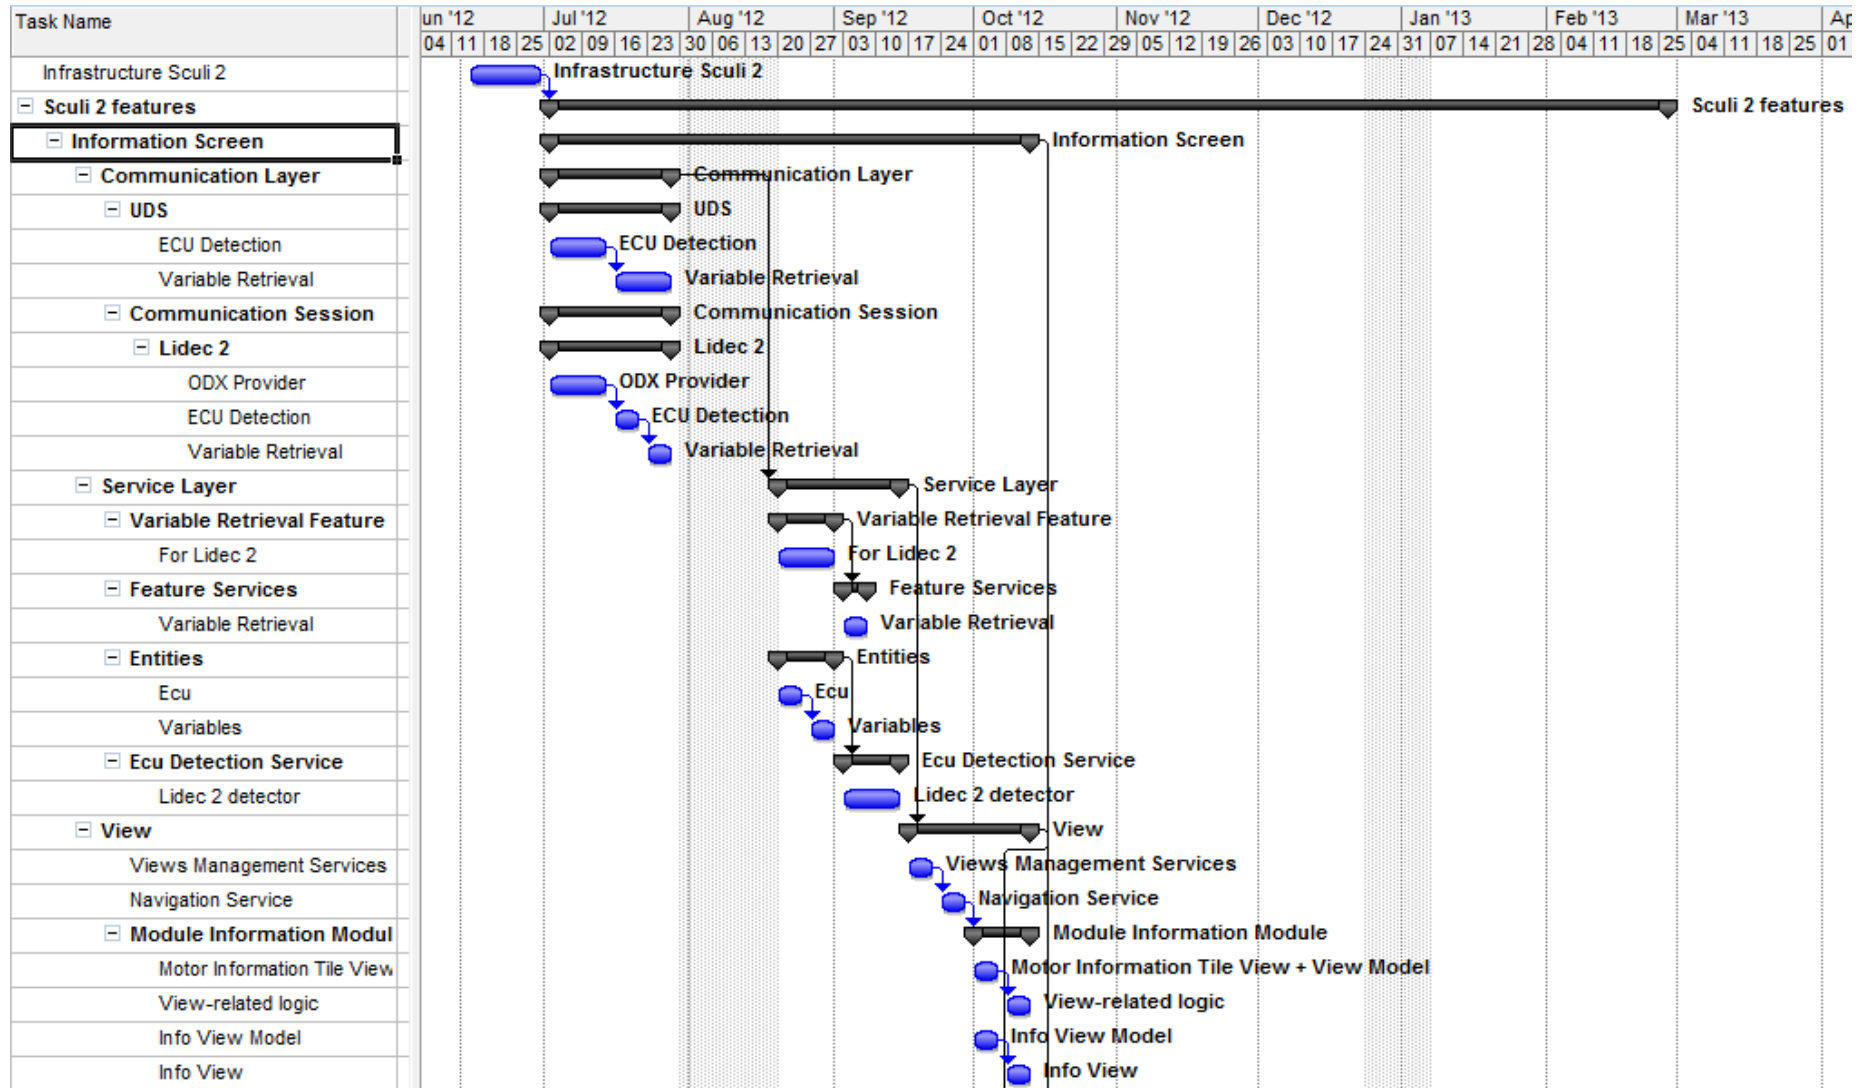 Task Name
un '12 Jul '12 Aug '12 Sep '12 Oct '12 Nov '12 Dec '12 Jan '13 Feb '13 Mar '13 Ap
04 11 18 25 02 09 16 23 30 06 13 20 27 03 10 17 24 01 08 15 22 29 05 12 19 26 03 10 17 24 31 07 14 21 28 04 11 18 25 04 11 18 25 01
Infrastructure Sculi 2 Infrastructure Sculi 2
Sculi 2 features Sculi 2 features
Information Screen Information Screen
Communication Layer Communication Layer
UDS UDS
ECU Detection ECU Detection
Variable Retrieval Variable Retrieval
Communication Session Communication Session
Lidec 2 Lidec 2
ODX Provider ODX Provider
ECU Detection ECU Detection
Variable Retrieval Variable Retrieval
Service Layer Service Layer
Variable Retrieval Feature Variable Retrieval Feature
For Lidec 2 For Lidec 2
Feature Services Feature Services
Variable Retrieval Variable Retrieval
Entities Entities
Ecu Ecu
Variables Variables
Ecu Detection Service Ecu Detection Service
Lidec 2 detector Lidec 2 detector
View View
Views Management Services Views Management Services
Navigation Service Navigation Service
Module Information Modul Module Information Module
Motor Information Tile View Motor Information Tile View + View Model
View-related logic View-related logic
Info View Model Info View Model
Info View Info View